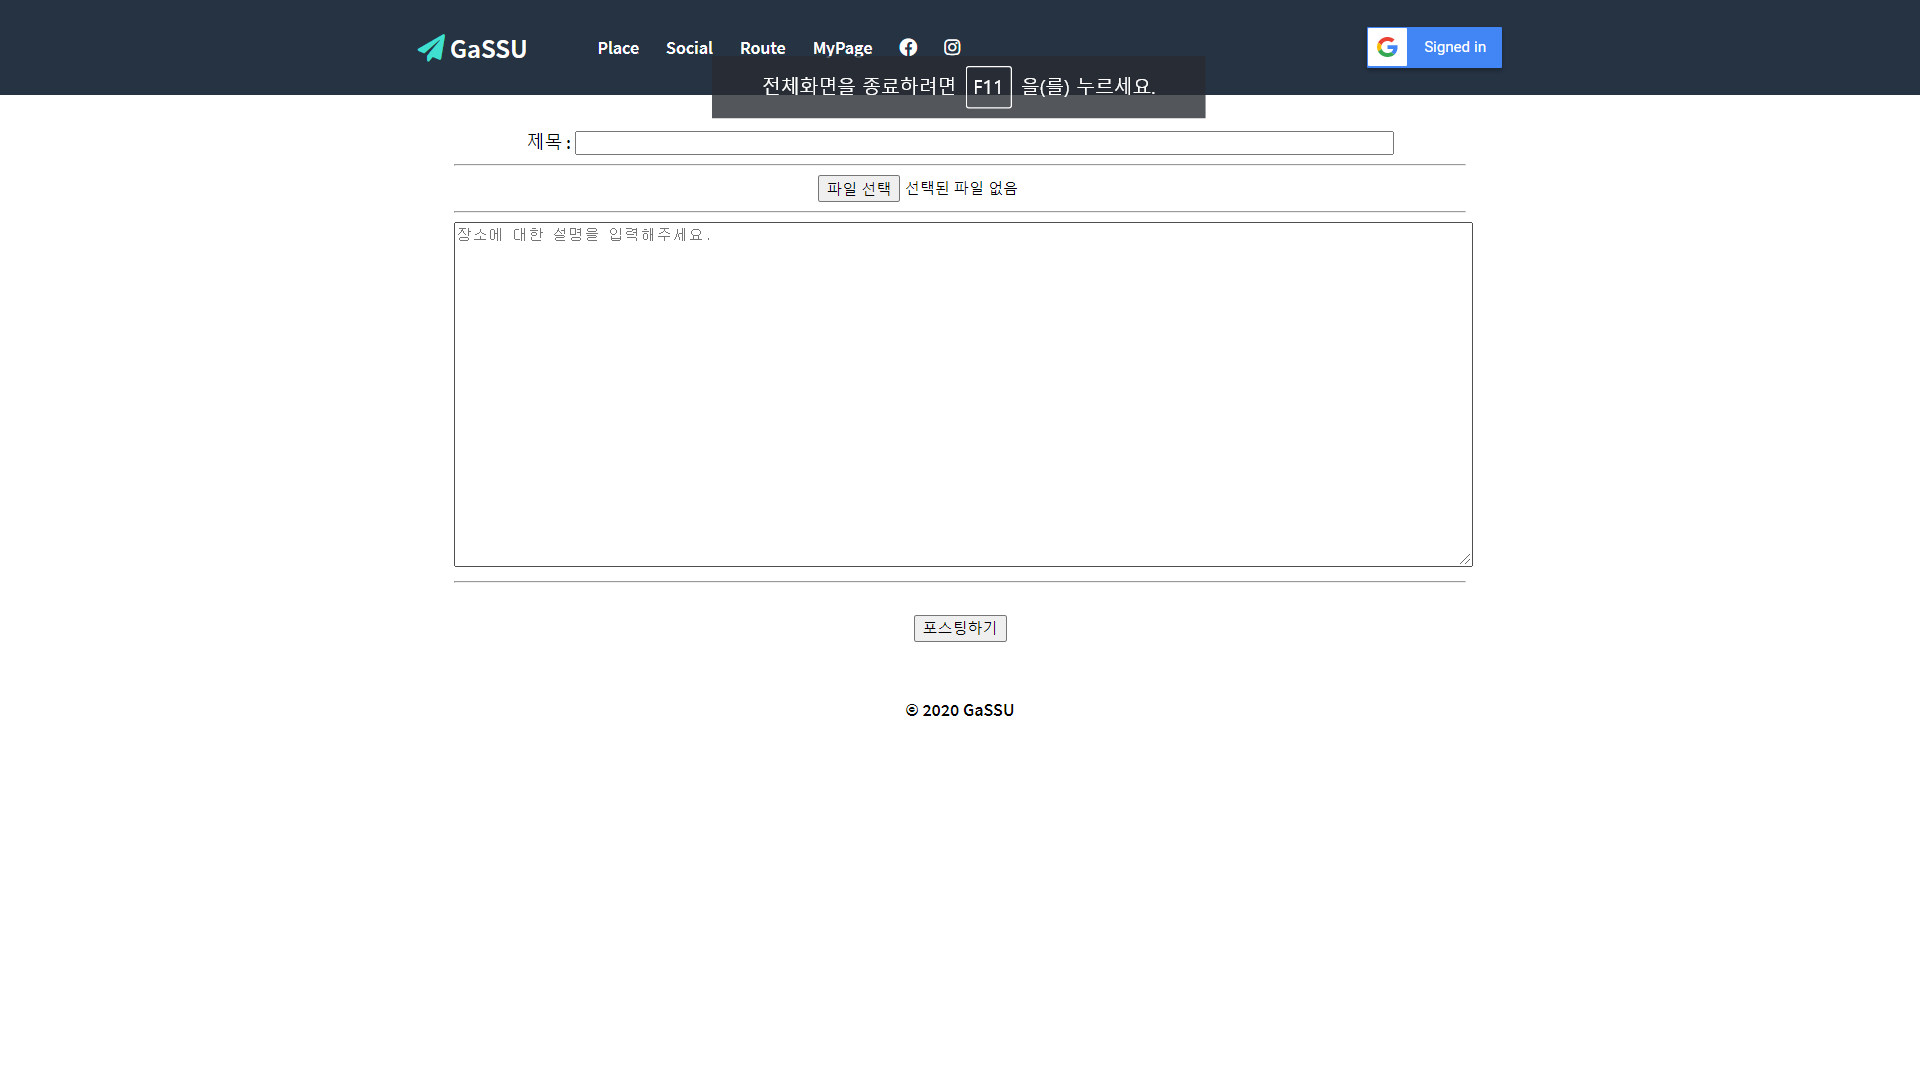 GaSSU Place Social Route MyPage Signed in
전체화면을 종료하려면 F11 을(를) 누르세요.
제목 :
파일 선택 선택된 파일 없음
장소에 대한 설명을 입력해주세요.
포스팅하기
© 2020 GaSSU